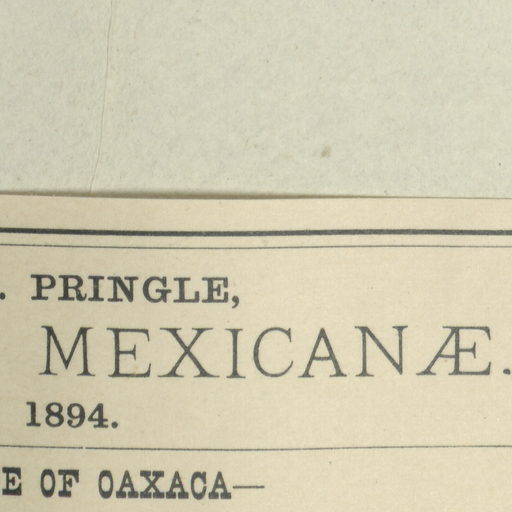 . PRINGLE,
MEXICANÆ.
1894.
E OF OAXACA—